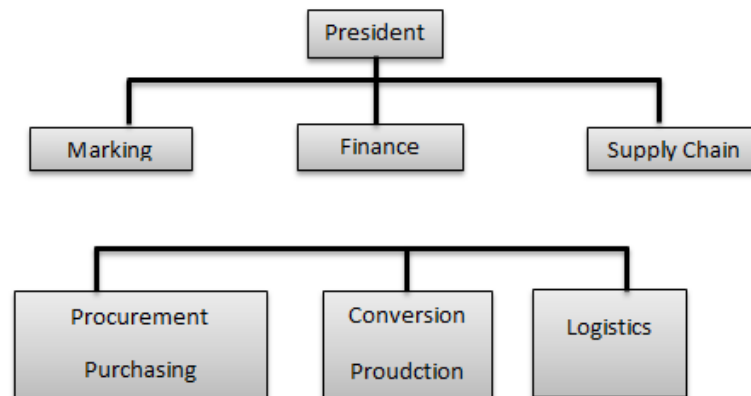 President
Marking
Finance
Supply Chain
Procurement
Purchasing
Conversion
Proudction
Logistics